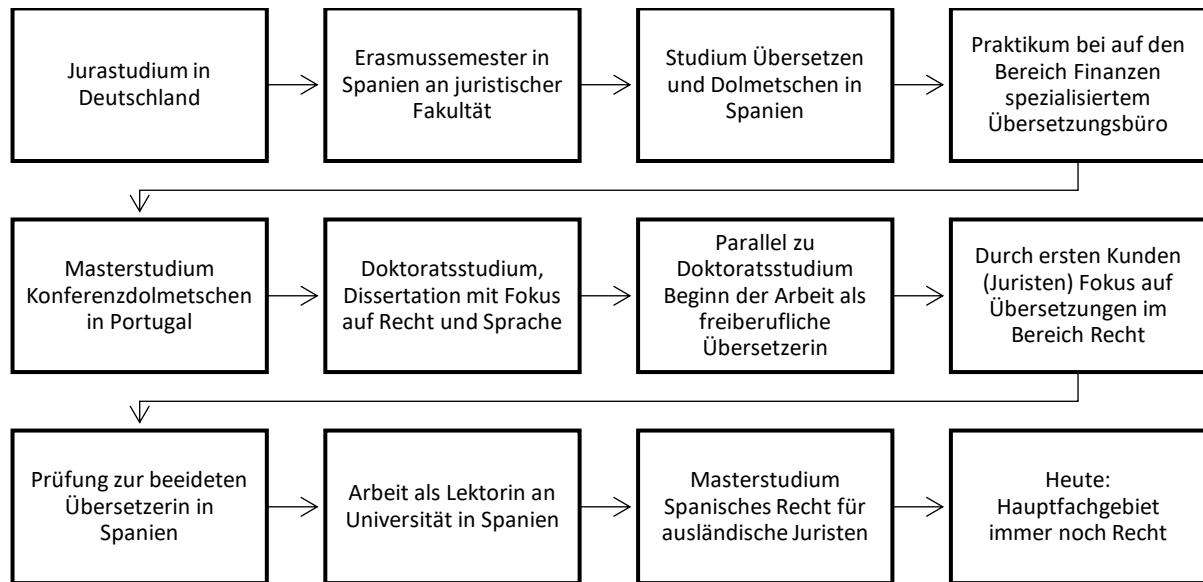 Jurastudium in
Deutschland
Erasmussemester in
Spanien an juristischer
Fakultät
Studium Übersetzen
und Dolmetschen in
Spanien
Praktikum bei auf den
Bereich Finanzen
spezialisiertem
Übersetzungsbüro
Masterstudium
Konferenzdolmetschen
in Portugal
Doktoratsstudium,
Dissertation mit Fokus
auf Recht und Sprache
Parallel zu
Doktoratsstudium
Beginn der Arbeit als
freiberufliche
Übersetzerin
Durch ersten Kunden
(Juristen) Fokus auf
Übersetzungen im
Bereich Recht
Prüfung zur beeideten
Übersetzerin in
Spanien
Arbeit als Lektorin an
Universität in Spanien
Masterstudium
Spanisches Recht für
ausländische Juristen
Heute:
Hauptfachgebiet
immer noch Recht